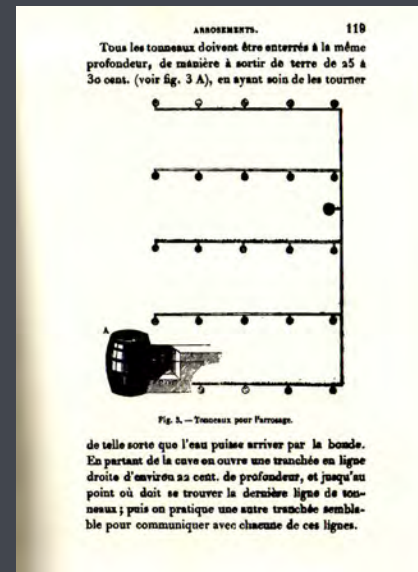 ARROSEMENTS. 119
Tous les tonneaux doivent être enterrés à la même
profondeur, de manière à sortir de terre de 25 à
30 cent. (voir fig. 3 A), en ayant soin de les tourner
A
Fig. 3. — Tonneaux pour l'arrosage.
de telle sorte que l'eau puisse arriver par la bonde.
En partant de la cuve on ouvre une tranchée en ligne
droite d'environ 22 cent. de profondeur, et jusqu'au
point où doit se trouver la dernière ligne de ton-
neaux ; puis on pratique une autre tranchée sembla-
ble pour communiquer avec chacune de ces lignes.